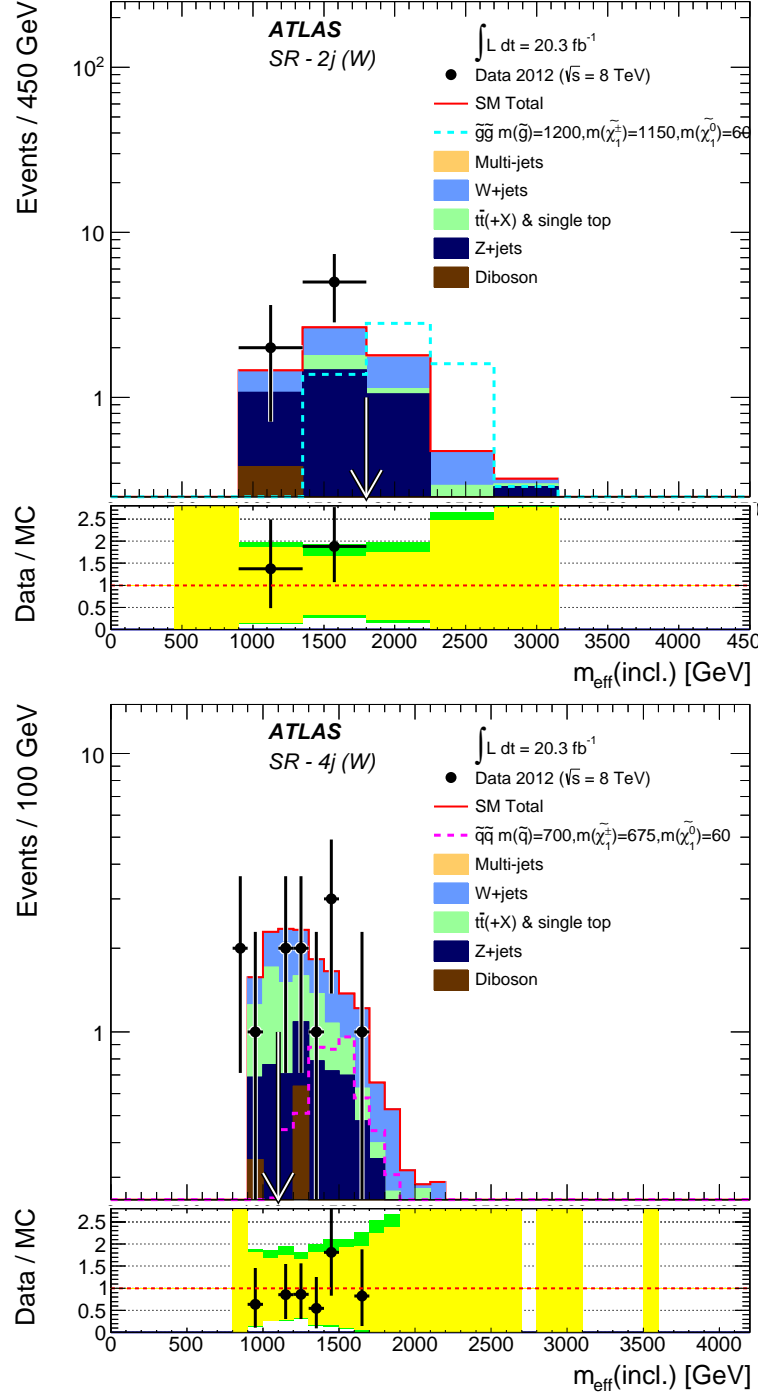 ATLAS
SR - 2j (W)
∫L dt = 20.3 fb⁻¹
Data 2012 (√s = 8 TeV)
SM Total
g̃g̃ m(g̃)=1200,m(χ̃₁±)=1150,m(χ̃₁⁰)=60
Multi-jets
W+jets
tt̄(+X) & single top
Z+jets
Diboson
Events / 450 GeV
10²
10
1
Data / MC
2.5
2
1.5
1
0.5
0
0 500 1000 1500 2000 2500 3000 3500 4000 450
m_eff(incl.) [GeV]
ATLAS
SR - 4j (W)
∫L dt = 20.3 fb⁻¹
Data 2012 (√s = 8 TeV)
SM Total
q̃q̃ m(q̃)=700,m(χ̃₁±)=675,m(χ̃₁⁰)=60
Multi-jets
W+jets
tt̄(+X) & single top
Z+jets
Diboson
Events / 100 GeV
10
1
Data / MC
2.5
2
1.5
1
0.5
0
0 500 1000 1500 2000 2500 3000 3500 4000
m_eff(incl.) [GeV]